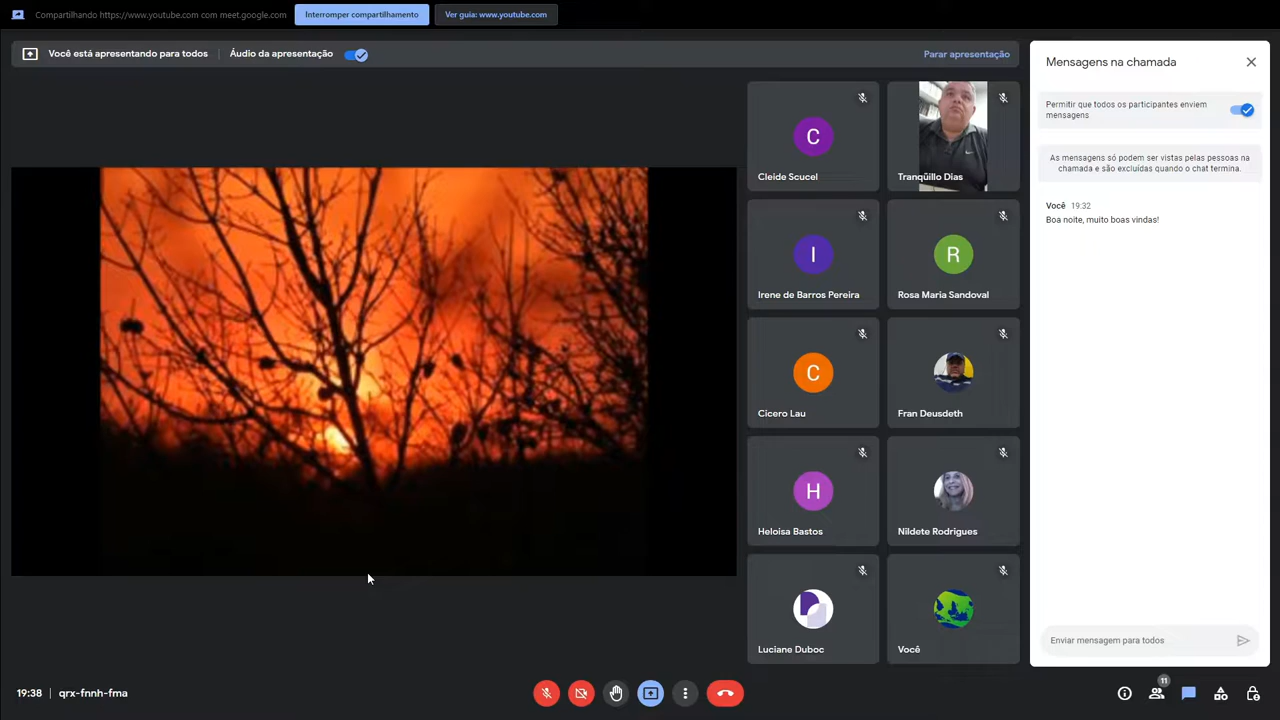 Compartilhando https://www.youtube.com com meet.google.com
Interromper compartilhamento
Ver guia: www.youtube.com
Você está apresentando para todos
Áudio da apresentação
Parar apresentação
C
Cleide Scucel
Tranqüillo Dias
I
Irene de Barros Pereira
R
Rosa Maria Sandoval
C
Cicero Lau
Fran Deusdeth
H
Heloisa Bastos
Nildete Rodrigues
Luciane Duboc
Você
Mensagens na chamada
Permitir que todos os participantes enviem
mensagens
As mensagens só podem ser vistas pelas pessoas na
chamada e são excluídas quando o chat termina.
Você 19:32
Boa noite, muito boas vindas!
Enviar mensagem para todos
19:38
qrx-fnnh-fma
11